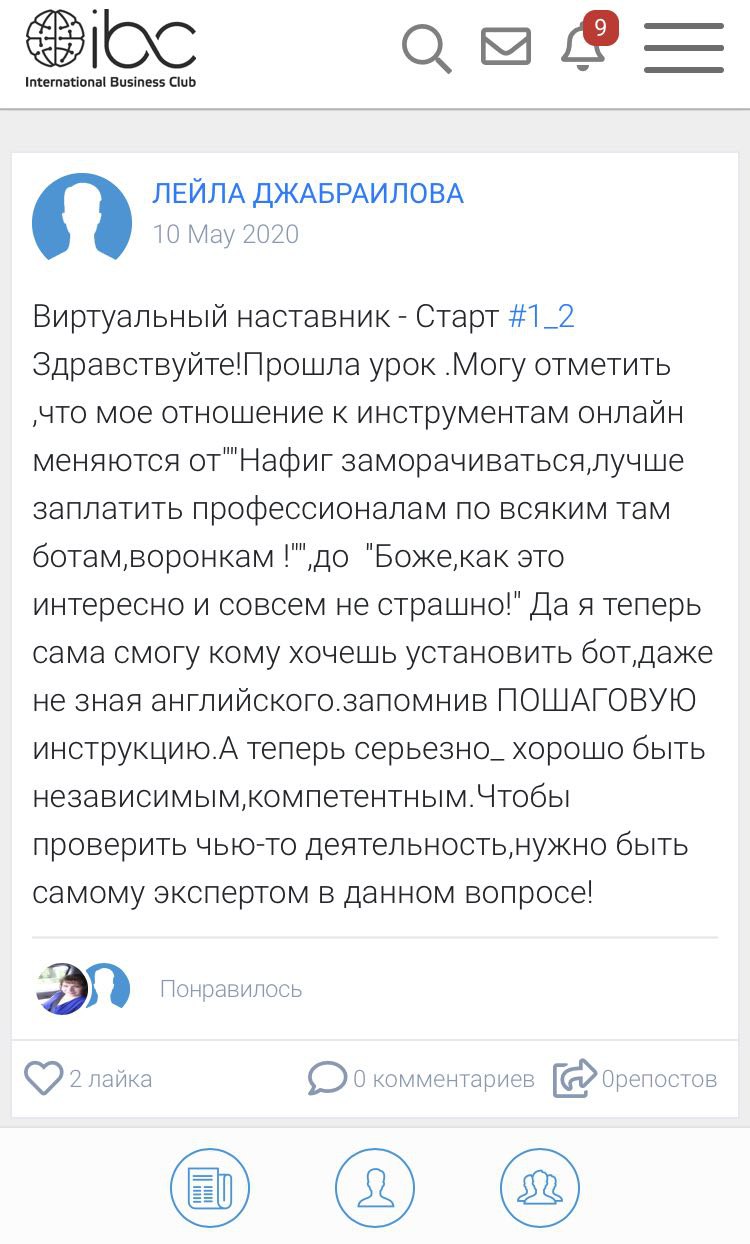 ibc
International Business Club
9
ЛЕЙЛА ДЖАБРАИЛОВА
10 May 2020
Виртуальный наставник - Старт #1_2
Здравствуйте!Прошла урок .Могу отметить
,что мое отношение к инструментам онлайн
меняются от""Нафиг заморачиваться,лучше
заплатить профессионалам по всяким там
ботам,воронкам !"",до  "Боже,как это
интересно и совсем не страшно!" Да я теперь
сама смогу кому хочешь установить бот,даже
не зная английского.запомнив ПОШАГОВУЮ
инструкцию.А теперь серьезно_ хорошо быть
независимым,компетентным.Чтобы
проверить чью-то деятельность,нужно быть
самому экспертом в данном вопросе!
Понравилось
2 лайка 0 комментариев 0репостов